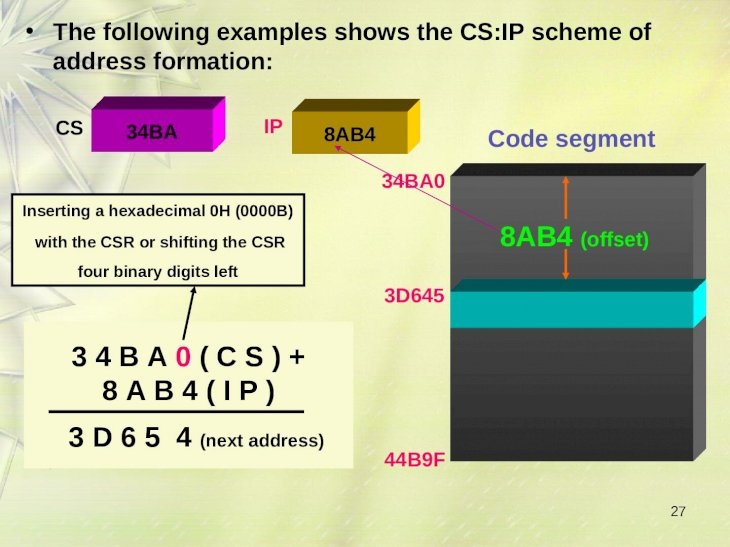 • The following examples shows the CS:IP scheme of
address formation:
CS
34BA
IP
8AB4
Code segment
34BA0
Inserting a hexadecimal 0H (0000B)
with the CSR or shifting the CSR
four binary digits left
8AB4 (offset)
3D645
3 4 B A 0 ( C S ) +
8 A B 4 ( I P )
3 D 6 5 4 (next address)
44B9F
27